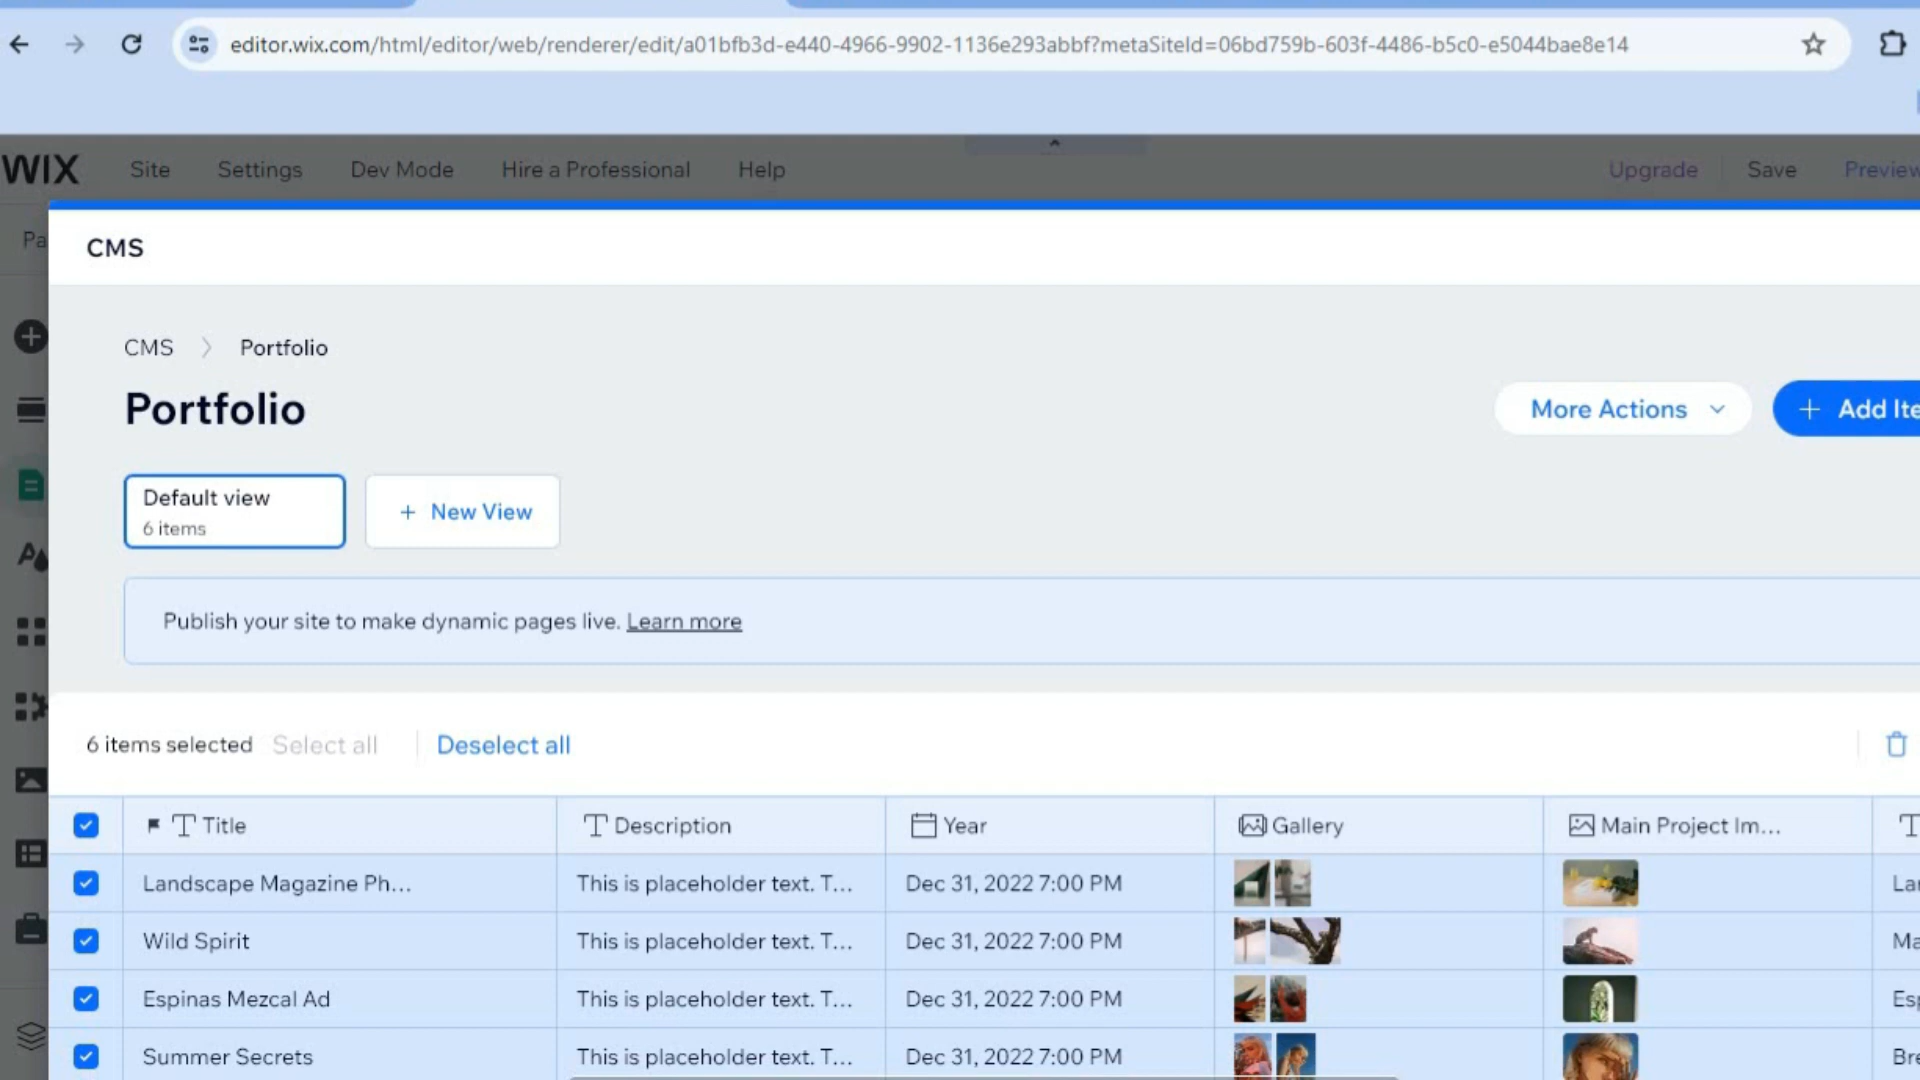 editor.wix.com/html/editor/web/renderer/edit/a01bfb3d-e440-4966-9902-1136e293abbf?metaSiteId=06bd759b-603f-4486-b5c0-e5044bae8e14
WIX Site Settings Dev Mode Hire a Professional Help Upgrade Save Preview
Pa
CMS
CMS > Portfolio
Portfolio
More Actions
+ Add Ite
Default view
6 items
+ New View
Publish your site to make dynamic pages live. Learn more
6 items selected Select all Deselect all
Title Description Year Gallery Main Project Im...
Landscape Magazine Ph... This is placeholder text. T... Dec 31, 2022 7:00 PM Lan
Wild Spirit This is placeholder text. T... Dec 31, 2022 7:00 PM Ma
Espinas Mezcal Ad This is placeholder text. T... Dec 31, 2022 7:00 PM Esp
Summer Secrets This is placeholder text. T... Dec 31, 2022 7:00 PM Bre